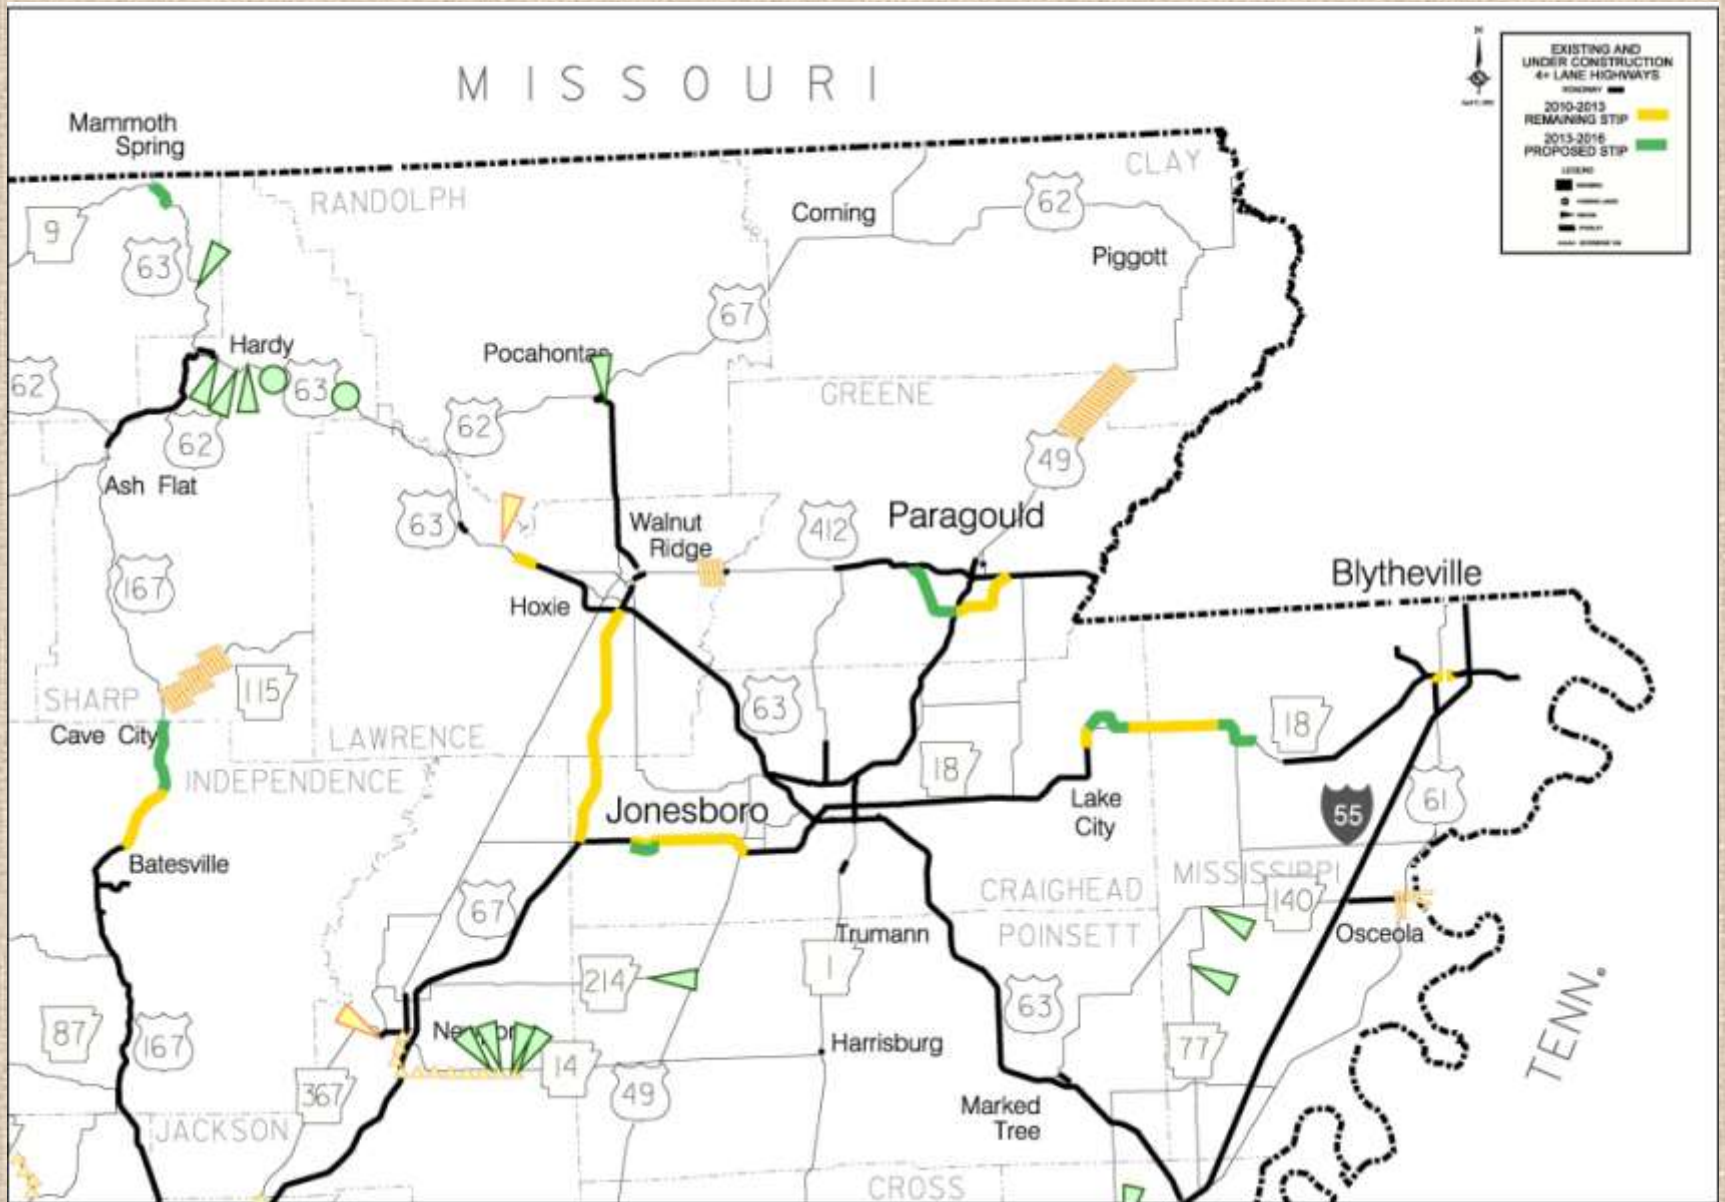 MISSOURI
N
EXISTING AND
UNDER CONSTRUCTION
4+ LANE HIGHWAYS
ROADWAY
2010-2013
REMAINING STIP
2013-2016
PROPOSED STIP
LEGEND
Mammoth
Spring
RANDOLPH
CLAY
9
63
Corning
62
Piggott
67
Hardy
Pocahontas
62
63
GREENE
62
62
49
Ash Flat
63
Walnut
Ridge
412
Paragould
167
Hoxie
Blytheville
115
SHARP
Cave City
63
18
LAWRENCE
18
INDEPENDENCE
Jonesboro
Lake
City
55
61
Batesville
MISSISSIPPI
CRAIGHEAD
140
67
Trumann
POINSETT
Osceola
214
1
63
TENN.
87
167
Newport
14
Harrisburg
77
367
49
Marked
Tree
JACKSON
CROSS